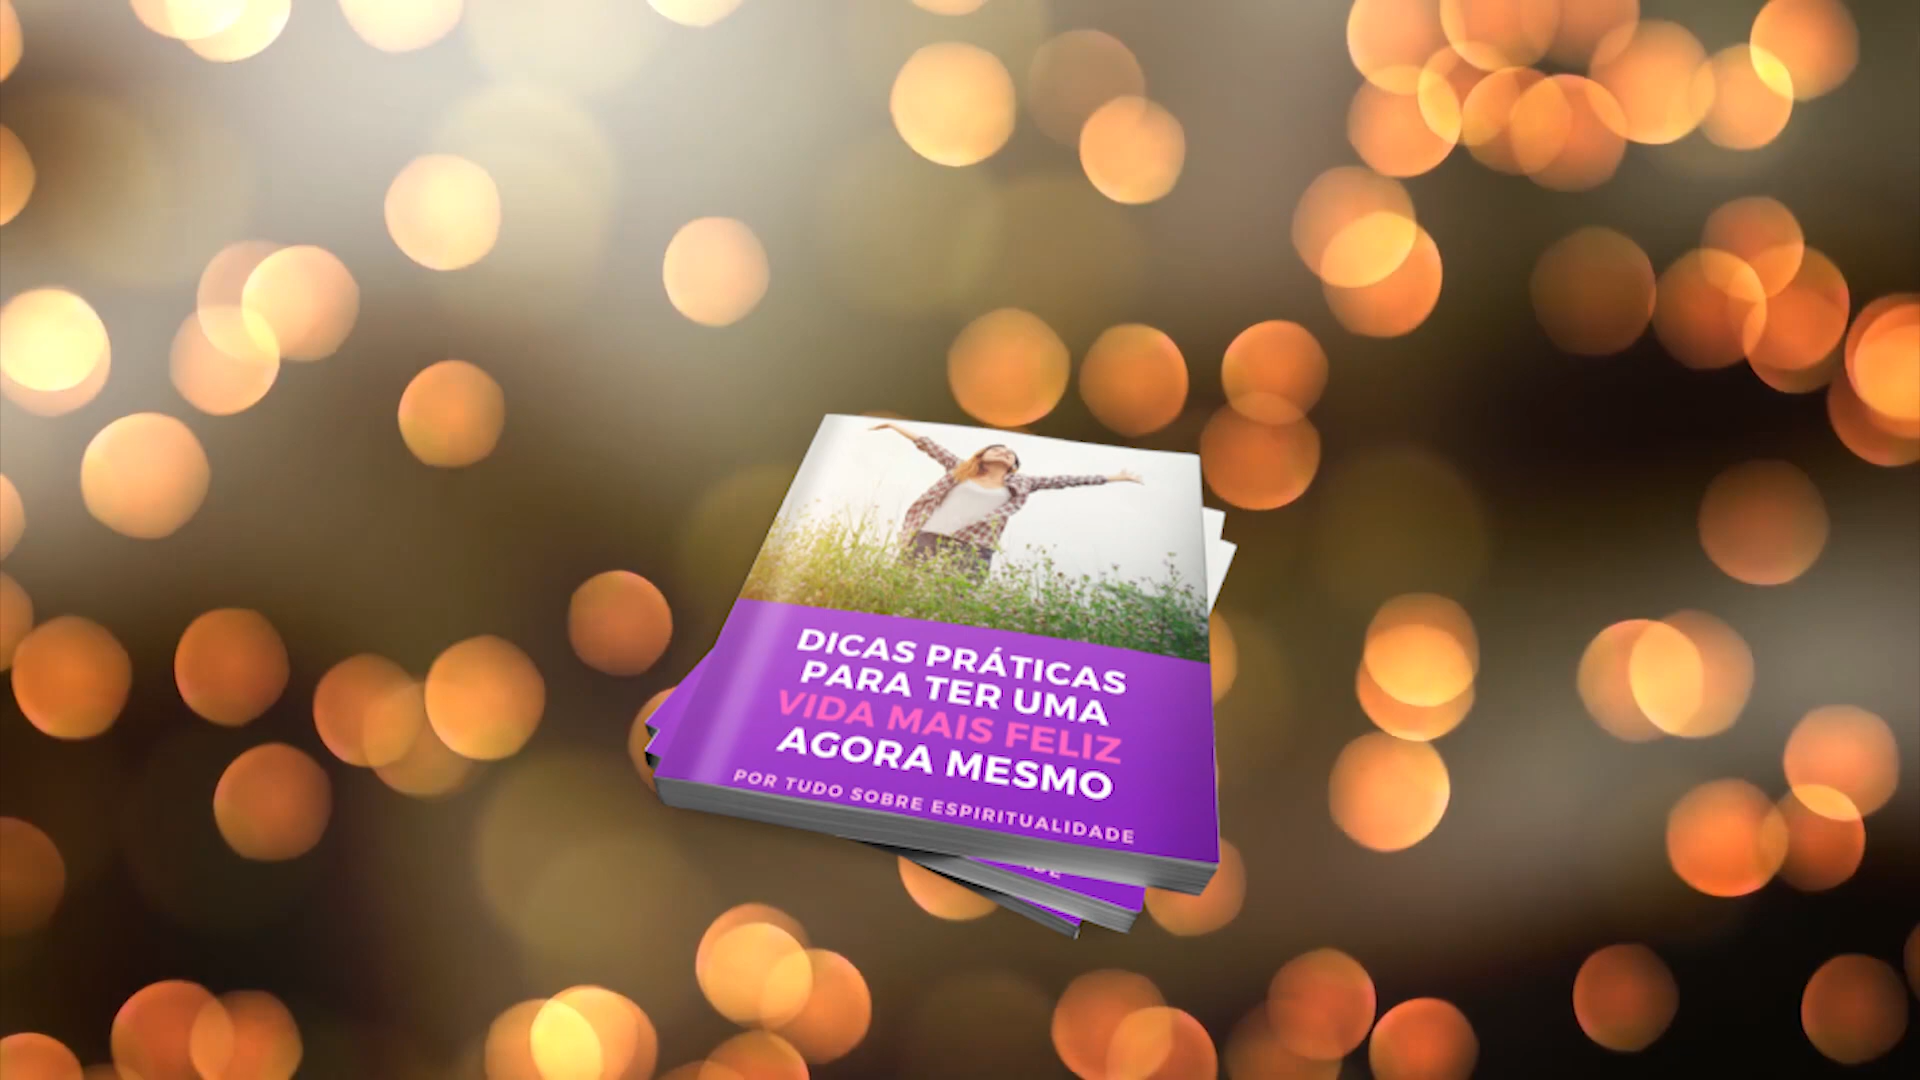 DICAS PRÁTICAS
PARA TER UMA
VIDA MAIS FELIZ
AGORA MESMO
POR TUDO SOBRE ESPIRITUALIDADE